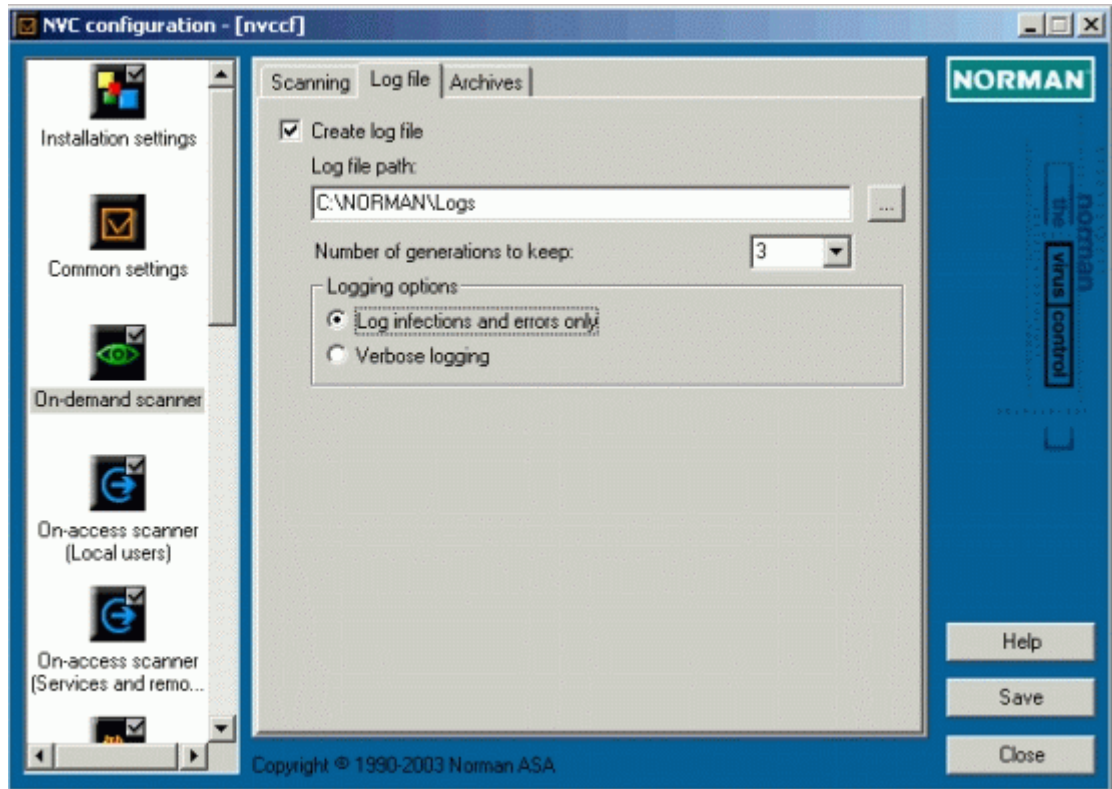 NVC configuration - [nvccf]
Installation settings
Common settings
On-demand scanner
On-access scanner
(Local users)
On-access scanner
(Services and remo...
Scanning
Log file
Archives
Create log file
Log file path:
C:\NORMAN\Logs
...
Number of generations to keep:
3
Logging options
Log infections and errors only
Verbose logging
NORMAN
norman
the virus control
Help
Save
Close
Copyright © 1990-2003 Norman ASA